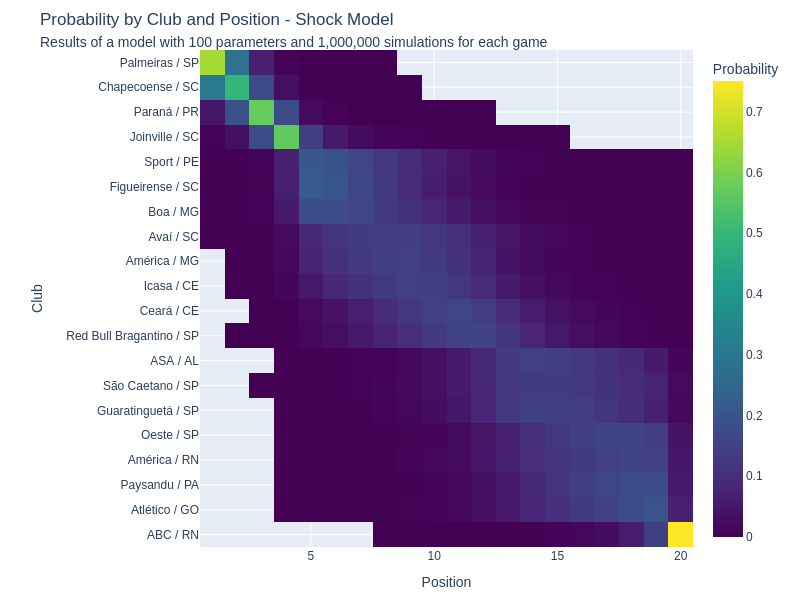 Probability by Club and Position - Shock Model
Results of a model with 100 parameters and 1,000,000 simulations for each game
Probability
Palmeiras / SP
Chapecoense / SC
Paraná / PR
Joinville / SC
Sport / PE
Figueirense / SC
Boa / MG
Avaí / SC
América / MG
Icasa / CE
Ceará / CE
Red Bull Bragantino / SP
ASA / AL
São Caetano / SP
Guaratinguetá / SP
Oeste / SP
América / RN
Paysandu / PA
Atlético / GO
ABC / RN
Club
5
10
15
20
Position
0.7
0.6
0.5
0.4
0.3
0.2
0.1
0